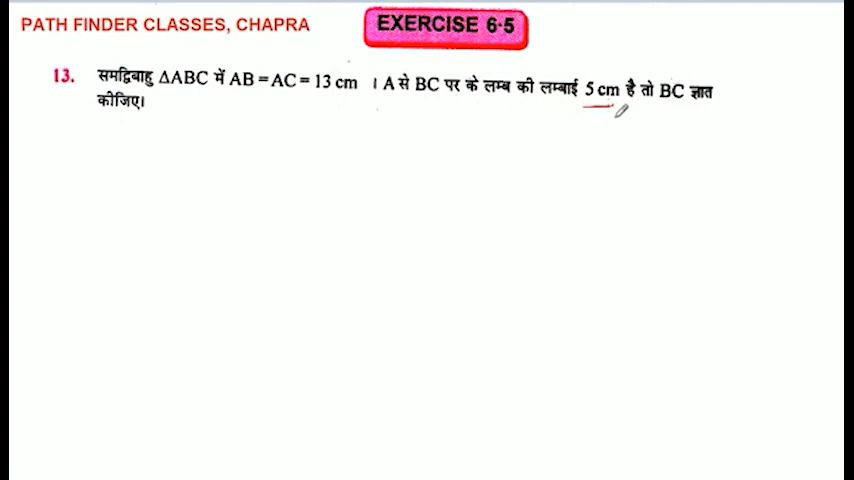 PATH FINDER CLASSES, CHAPRA
EXERCISE 6·5
13. समद्विबाहु ΔABC में AB = AC = 13 cm । A से BC पर के लम्ब की लम्बाई 5 cm है तो BC ज्ञात
कीजिए।